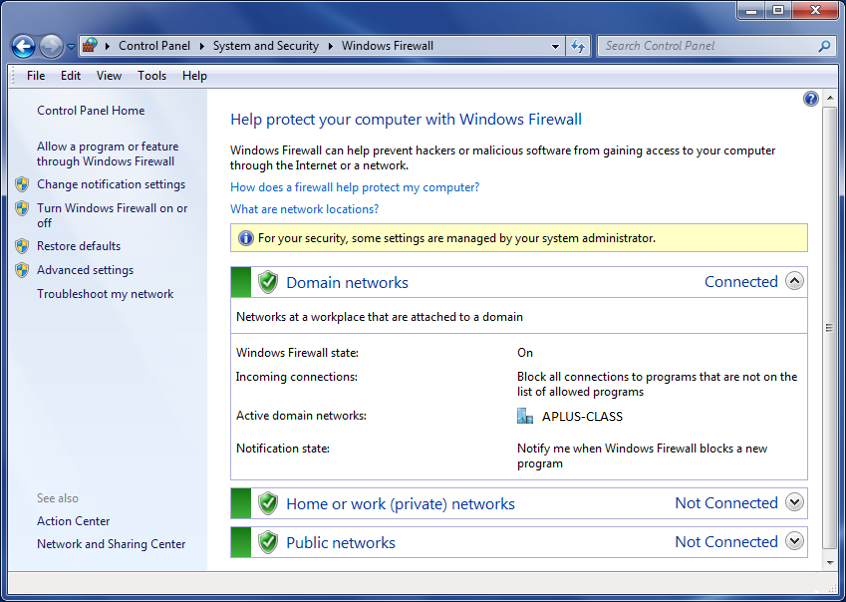 Control Panel ▸ System and Security ▸ Windows Firewall
Search Control Panel
File Edit View Tools Help
Control Panel Home
Allow a program or feature
through Windows Firewall
Change notification settings
Turn Windows Firewall on or
off
Restore defaults
Advanced settings
Troubleshoot my network
See also
Action Center
Network and Sharing Center
Help protect your computer with Windows Firewall
Windows Firewall can help prevent hackers or malicious software from gaining access to your computer
through the Internet or a network.
How does a firewall help protect my computer?
What are network locations?
For your security, some settings are managed by your system administrator.
Domain networks Connected
Networks at a workplace that are attached to a domain
Windows Firewall state: On
Incoming connections: Block all connections to programs that are not on the
list of allowed programs
Active domain networks: APLUS-CLASS
Notification state: Notify me when Windows Firewall blocks a new
program
Home or work (private) networks Not Connected
Public networks Not Connected